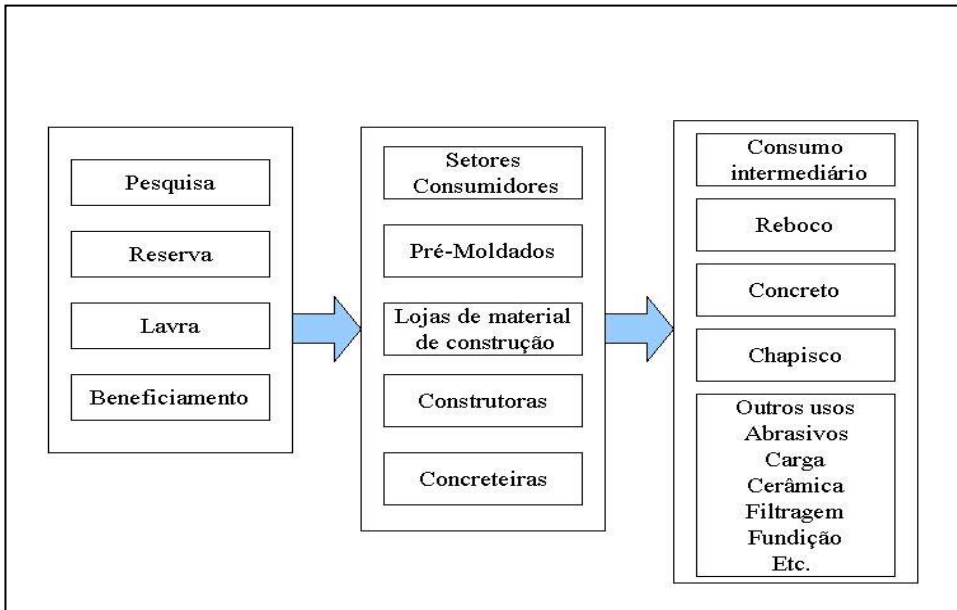 Pesquisa
Reserva
Lavra
Beneficiamento
Setores
Consumidores
Pré-Moldados
Lojas de material
de construção
Construtoras
Concreteiras
Consumo
intermediário
Reboco
Concreto
Chapisco
Outros usos
Abrasivos
Carga
Cerâmica
Filtragem
Fundição
Etc.